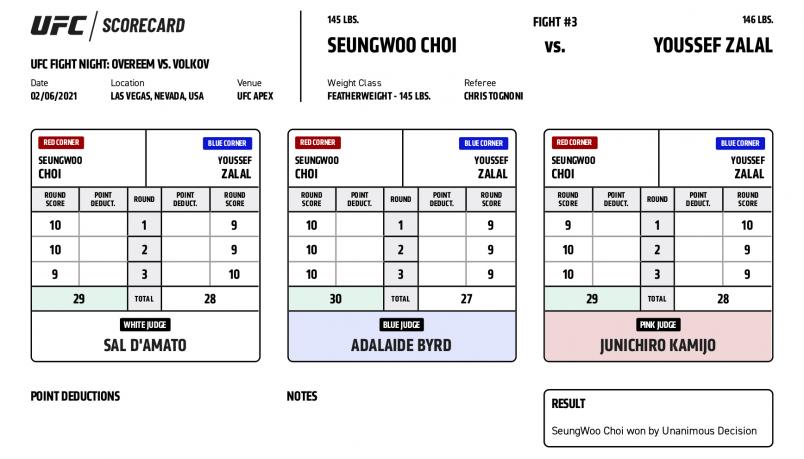 UFC SCORECARD
UFC FIGHT NIGHT: OVEREEM VS. VOLKOV
Date Location Venue
02/06/2021 LAS VEGAS, NEVADA, USA UFC APEX
145 LBS. FIGHT #3 146 LBS.
SEUNGWOO CHOI VS. YOUSSEF ZALAL
Weight Class Referee
FEATHERWEIGHT - 145 LBS. CHRIS TOGNONI
RED CORNER BLUE CORNER
SEUNGWOO YOUSSEF
CHOI ZALAL
ROUND SCORE POINT DEDUCT. ROUND POINT DEDUCT. ROUND SCORE
10 1 9
10 2 9
9 3 10
29 TOTAL 28
WHITE JUDGE
SAL D'AMATO
RED CORNER BLUE CORNER
SEUNGWOO YOUSSEF
CHOI ZALAL
ROUND SCORE POINT DEDUCT. ROUND POINT DEDUCT. ROUND SCORE
10 1 9
10 2 9
10 3 9
30 TOTAL 27
BLUE JUDGE
ADALAIDE BYRD
RED CORNER BLUE CORNER
SEUNGWOO YOUSSEF
CHOI ZALAL
ROUND SCORE POINT DEDUCT. ROUND POINT DEDUCT. ROUND SCORE
9 1 10
10 2 9
10 3 9
29 TOTAL 28
PINK JUDGE
JUNICHIRO KAMIJO
POINT DEDUCTIONS
NOTES
RESULT
SeungWoo Choi won by Unanimous Decision